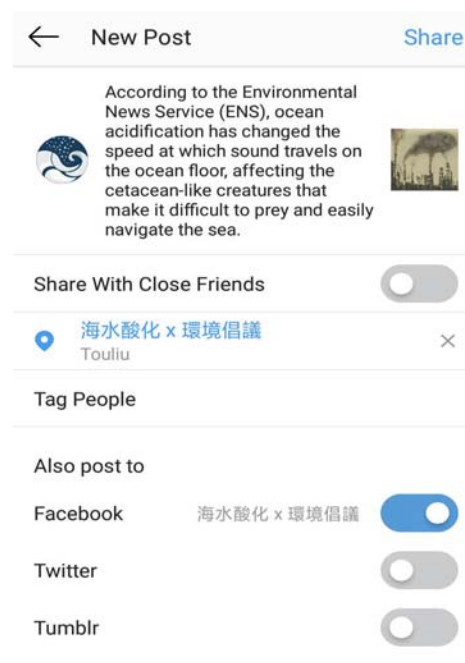 New Post
Share
According to the Environmental
News Service (ENS), ocean
acidification has changed the
speed at which sound travels on
the ocean floor, affecting the
cetacean-like creatures that
make it difficult to prey and easily
navigate the sea.
Share With Close Friends
海水酸化 x 環境倡議
Touliu
Tag People
Also post to
Facebook 海水酸化 x 環境倡議
Twitter
Tumblr